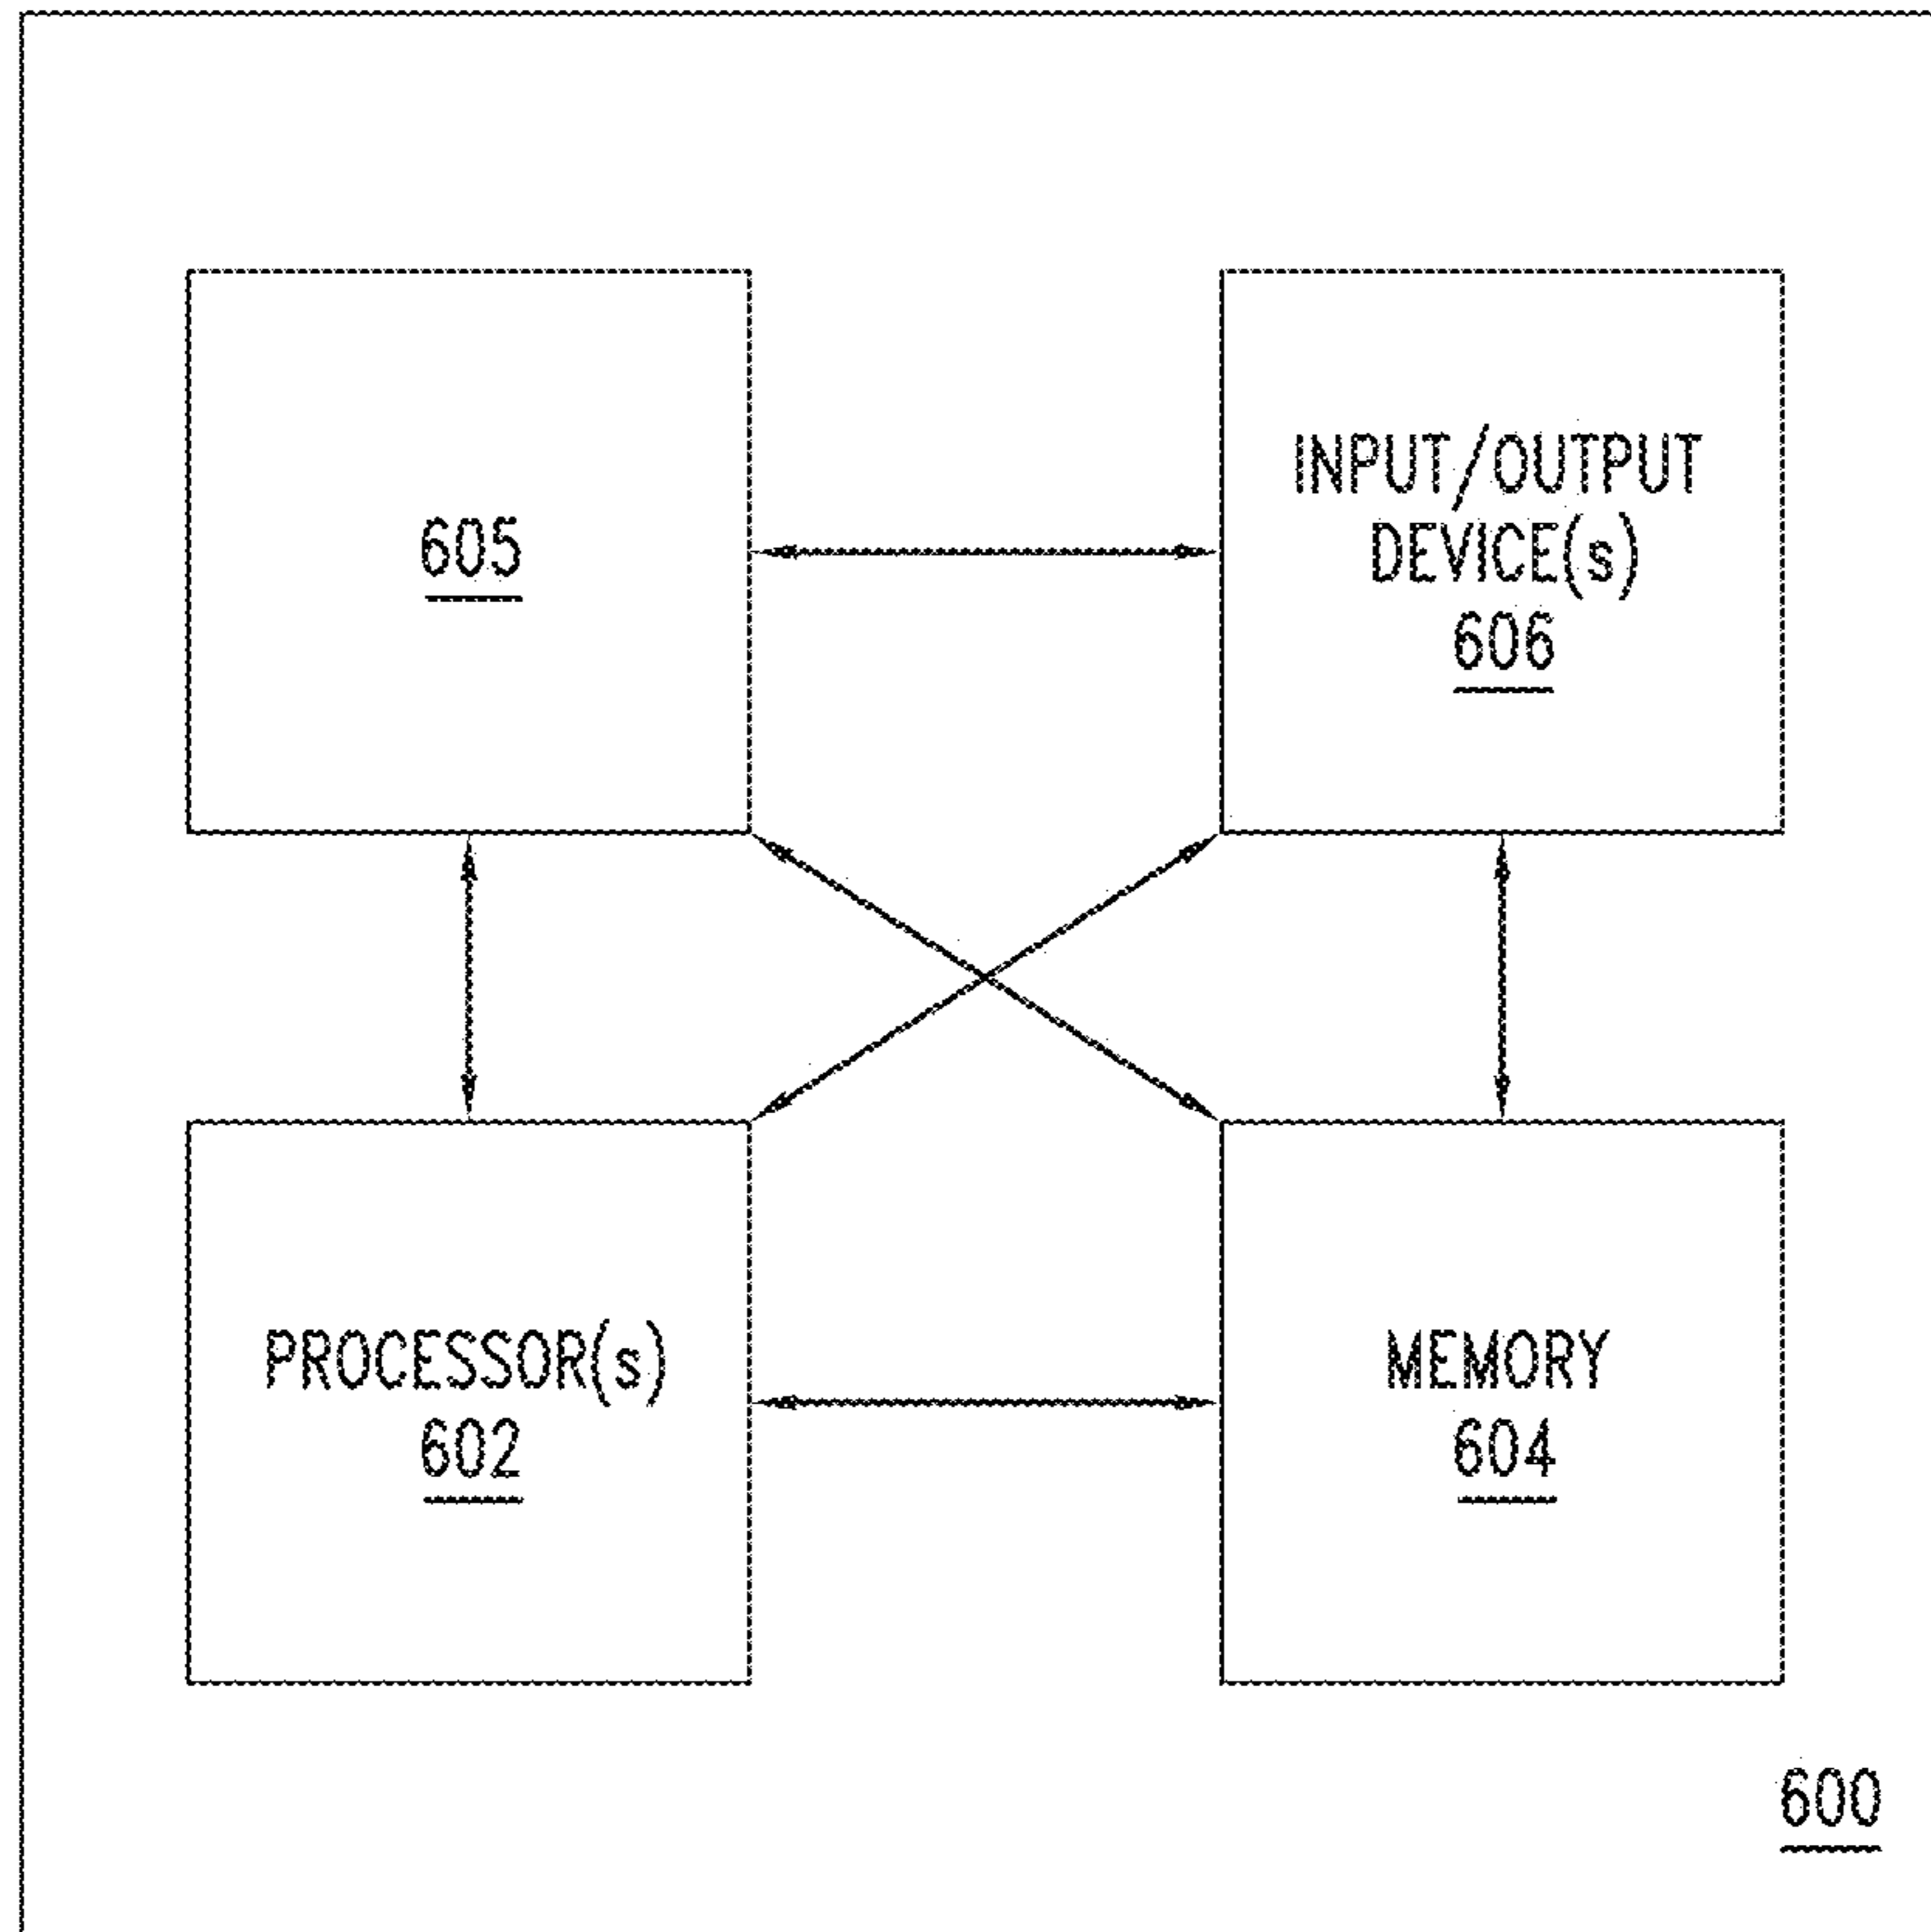 605
INPUT/OUTPUT
DEVICE(s)
606
PROCESSOR(s)
602
MEMORY
604
600